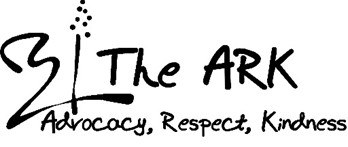 The ARK
Advocacy, Respect, Kindness